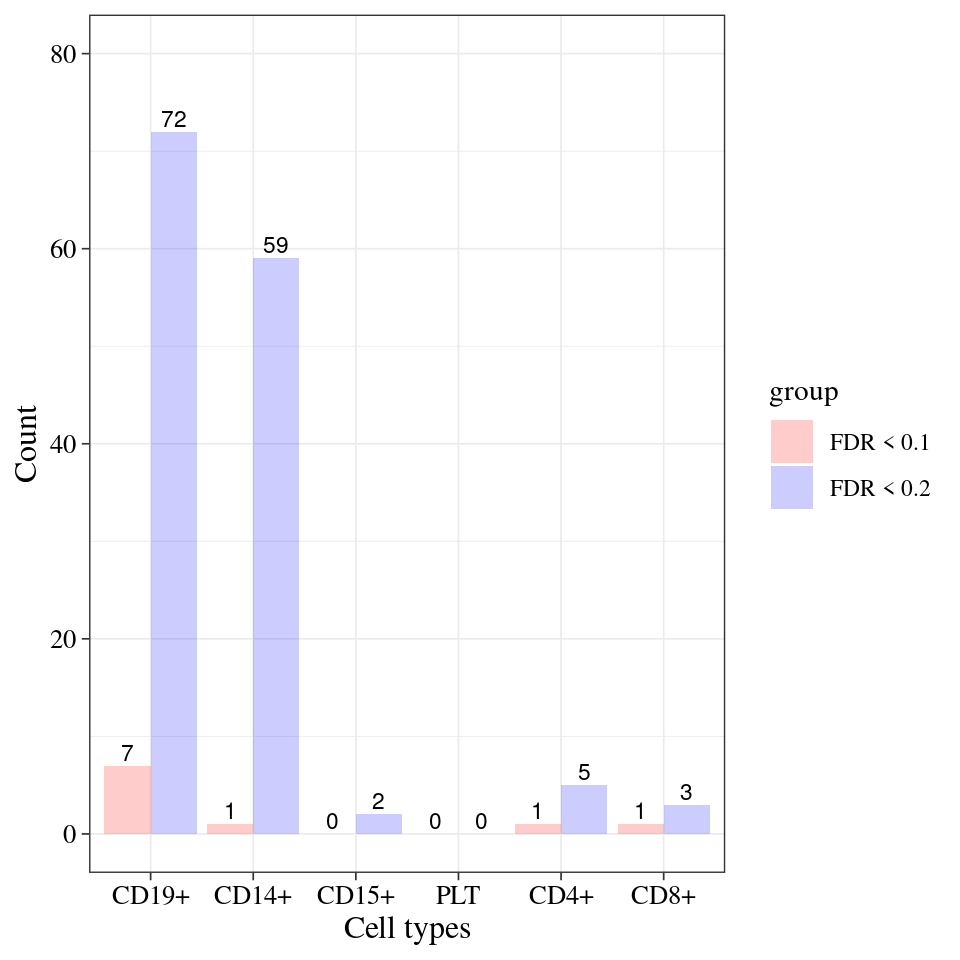 80
60
40
20
0
Count
72
59
7
1
0
2
0
0
1
5
1
3
CD19+ CD14+ CD15+ PLT CD4+ CD8+
Cell types
group
FDR < 0.1
FDR < 0.2